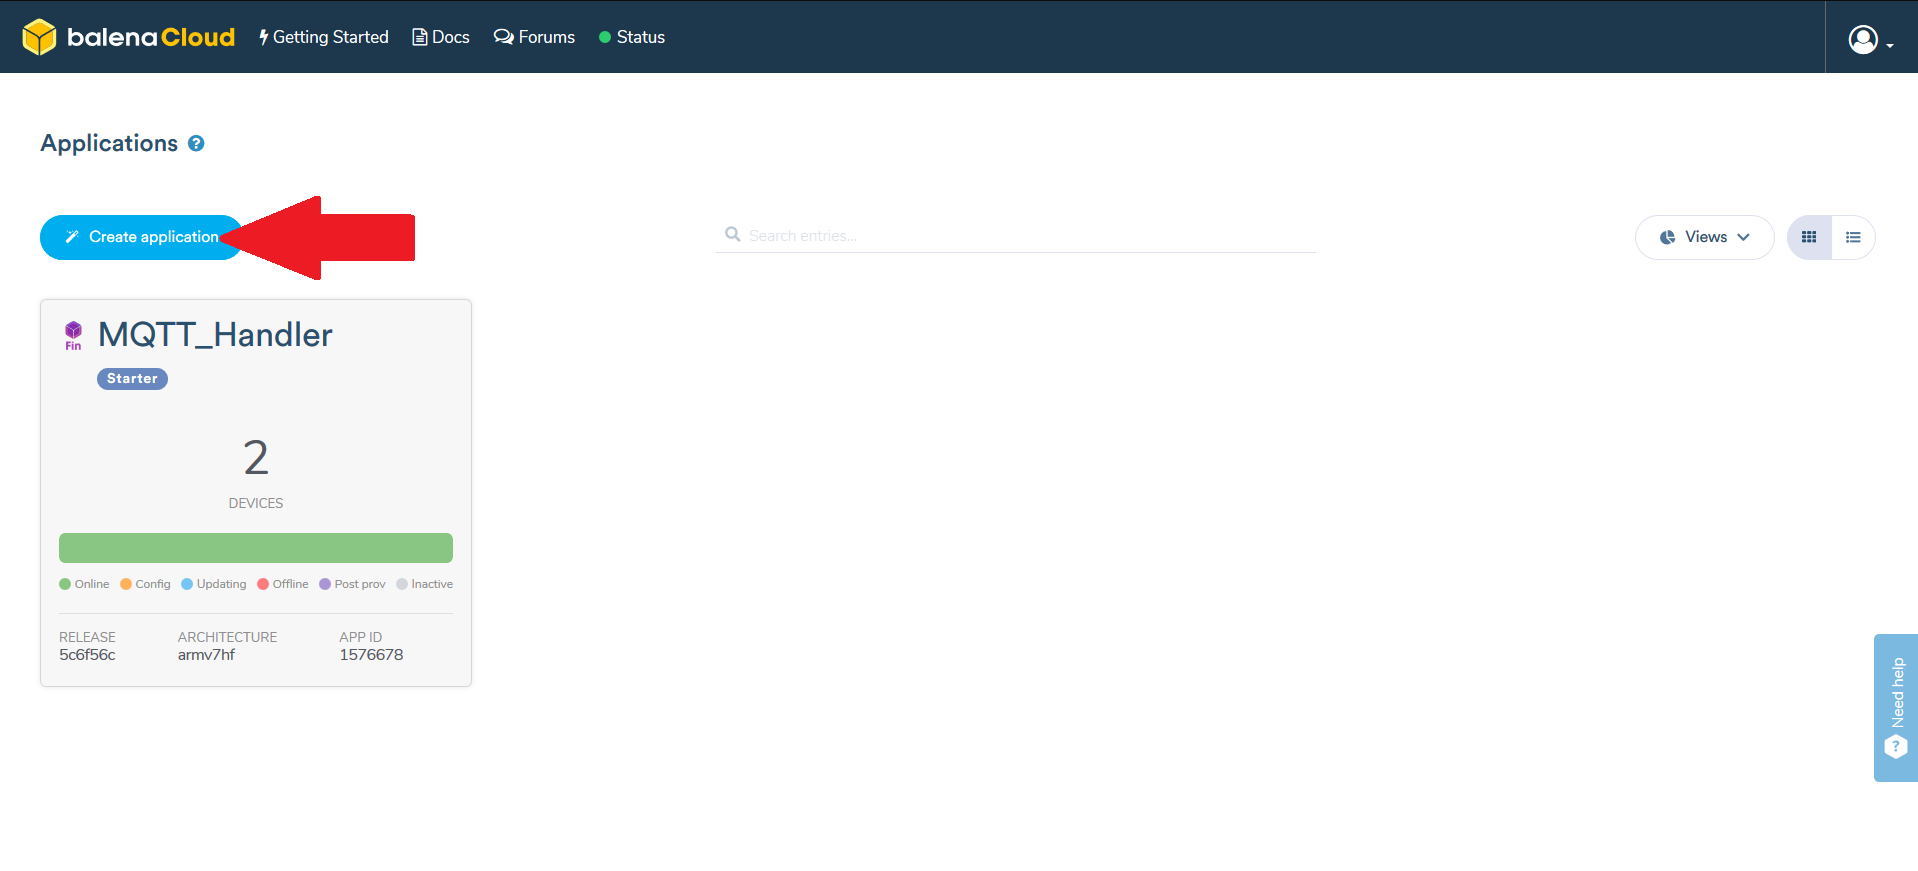 balenaCloud Getting Started Docs Forums Status
Applications ?
Create application Search entries... Views
Fin MQTT_Handler
Starter
2
DEVICES
Online Config Updating Offline Post prov Inactive
RELEASE ARCHITECTURE APP ID
5c6f56c armv7hf 1576678
Need help ?